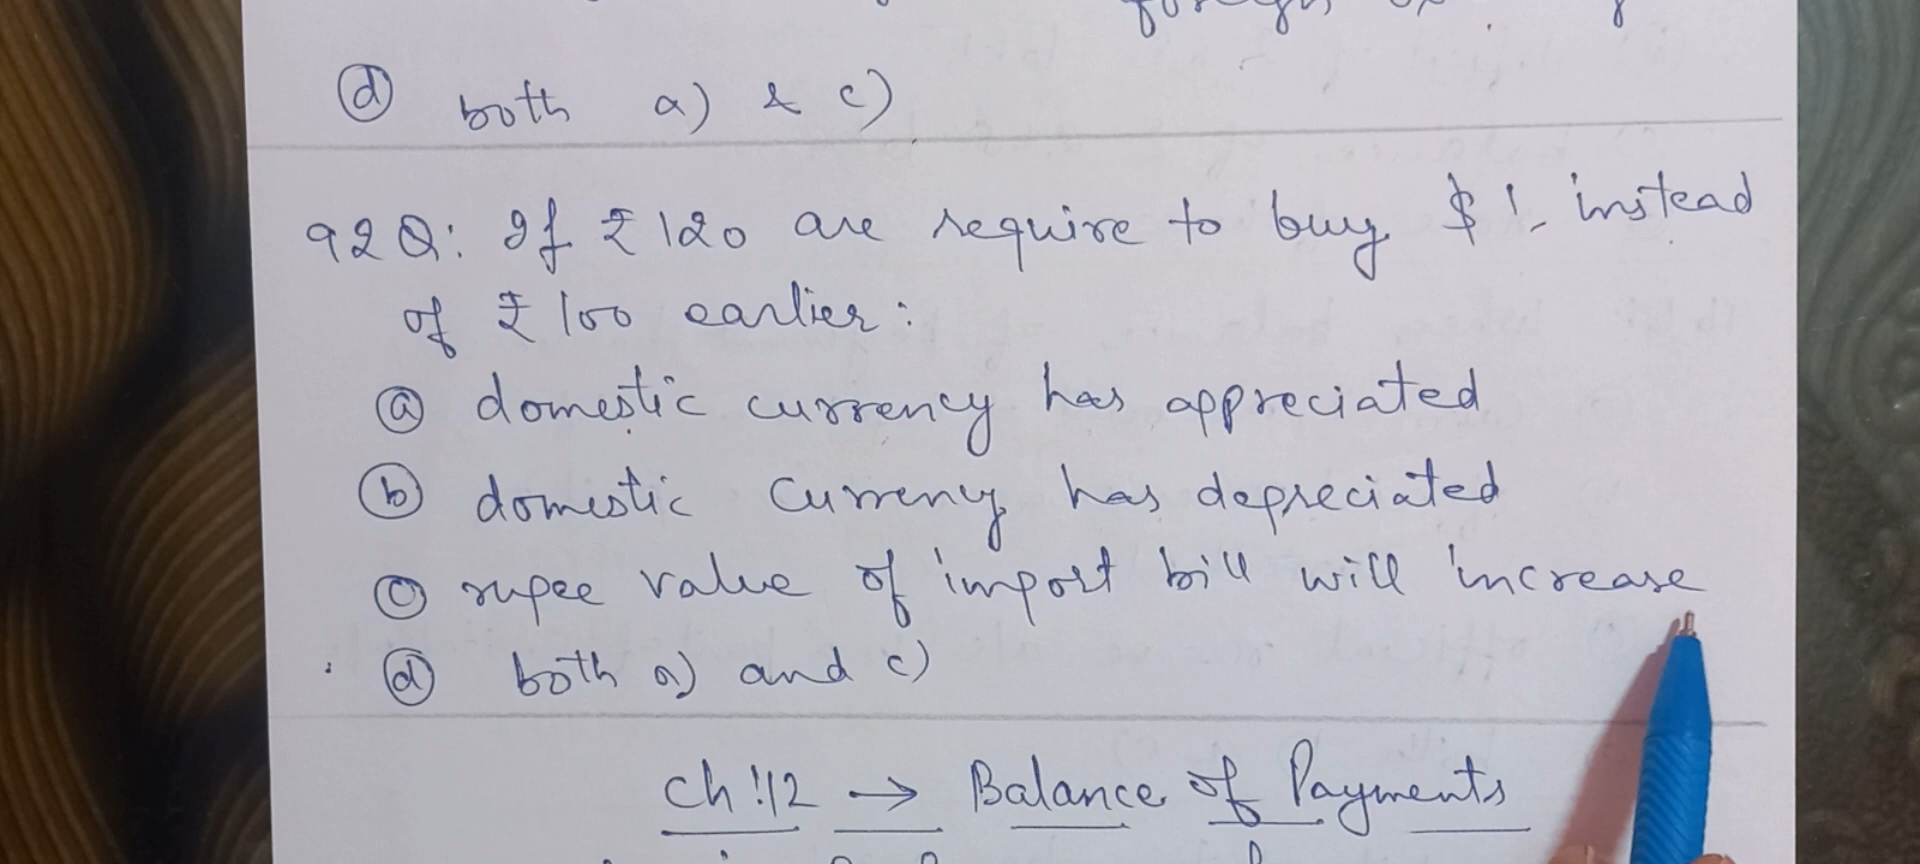 ⓓ both a) & c)
92Q: If ₹120 are require to buy $1 instead
of ₹100 earlier:
ⓐ domestic currency has appreciated
ⓑ domestic currency has depreciated
ⓒ rupee value of import bill will increase
ⓓ both a) and c)
Ch:12 → Balance of Payments